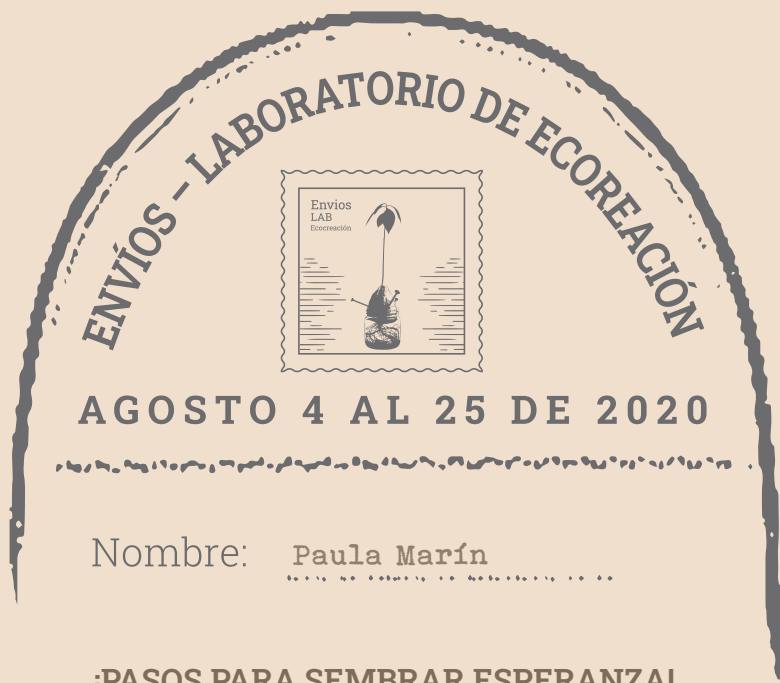 ENVÍOS – LABORATORIO DE ECOREACIÓN
Envios
LAB
Ecocreación
AGOSTO 4 AL 25 DE 2020
Nombre: Paula Marín
¡PASOS PARA SEMBRAR ESPERANZA!